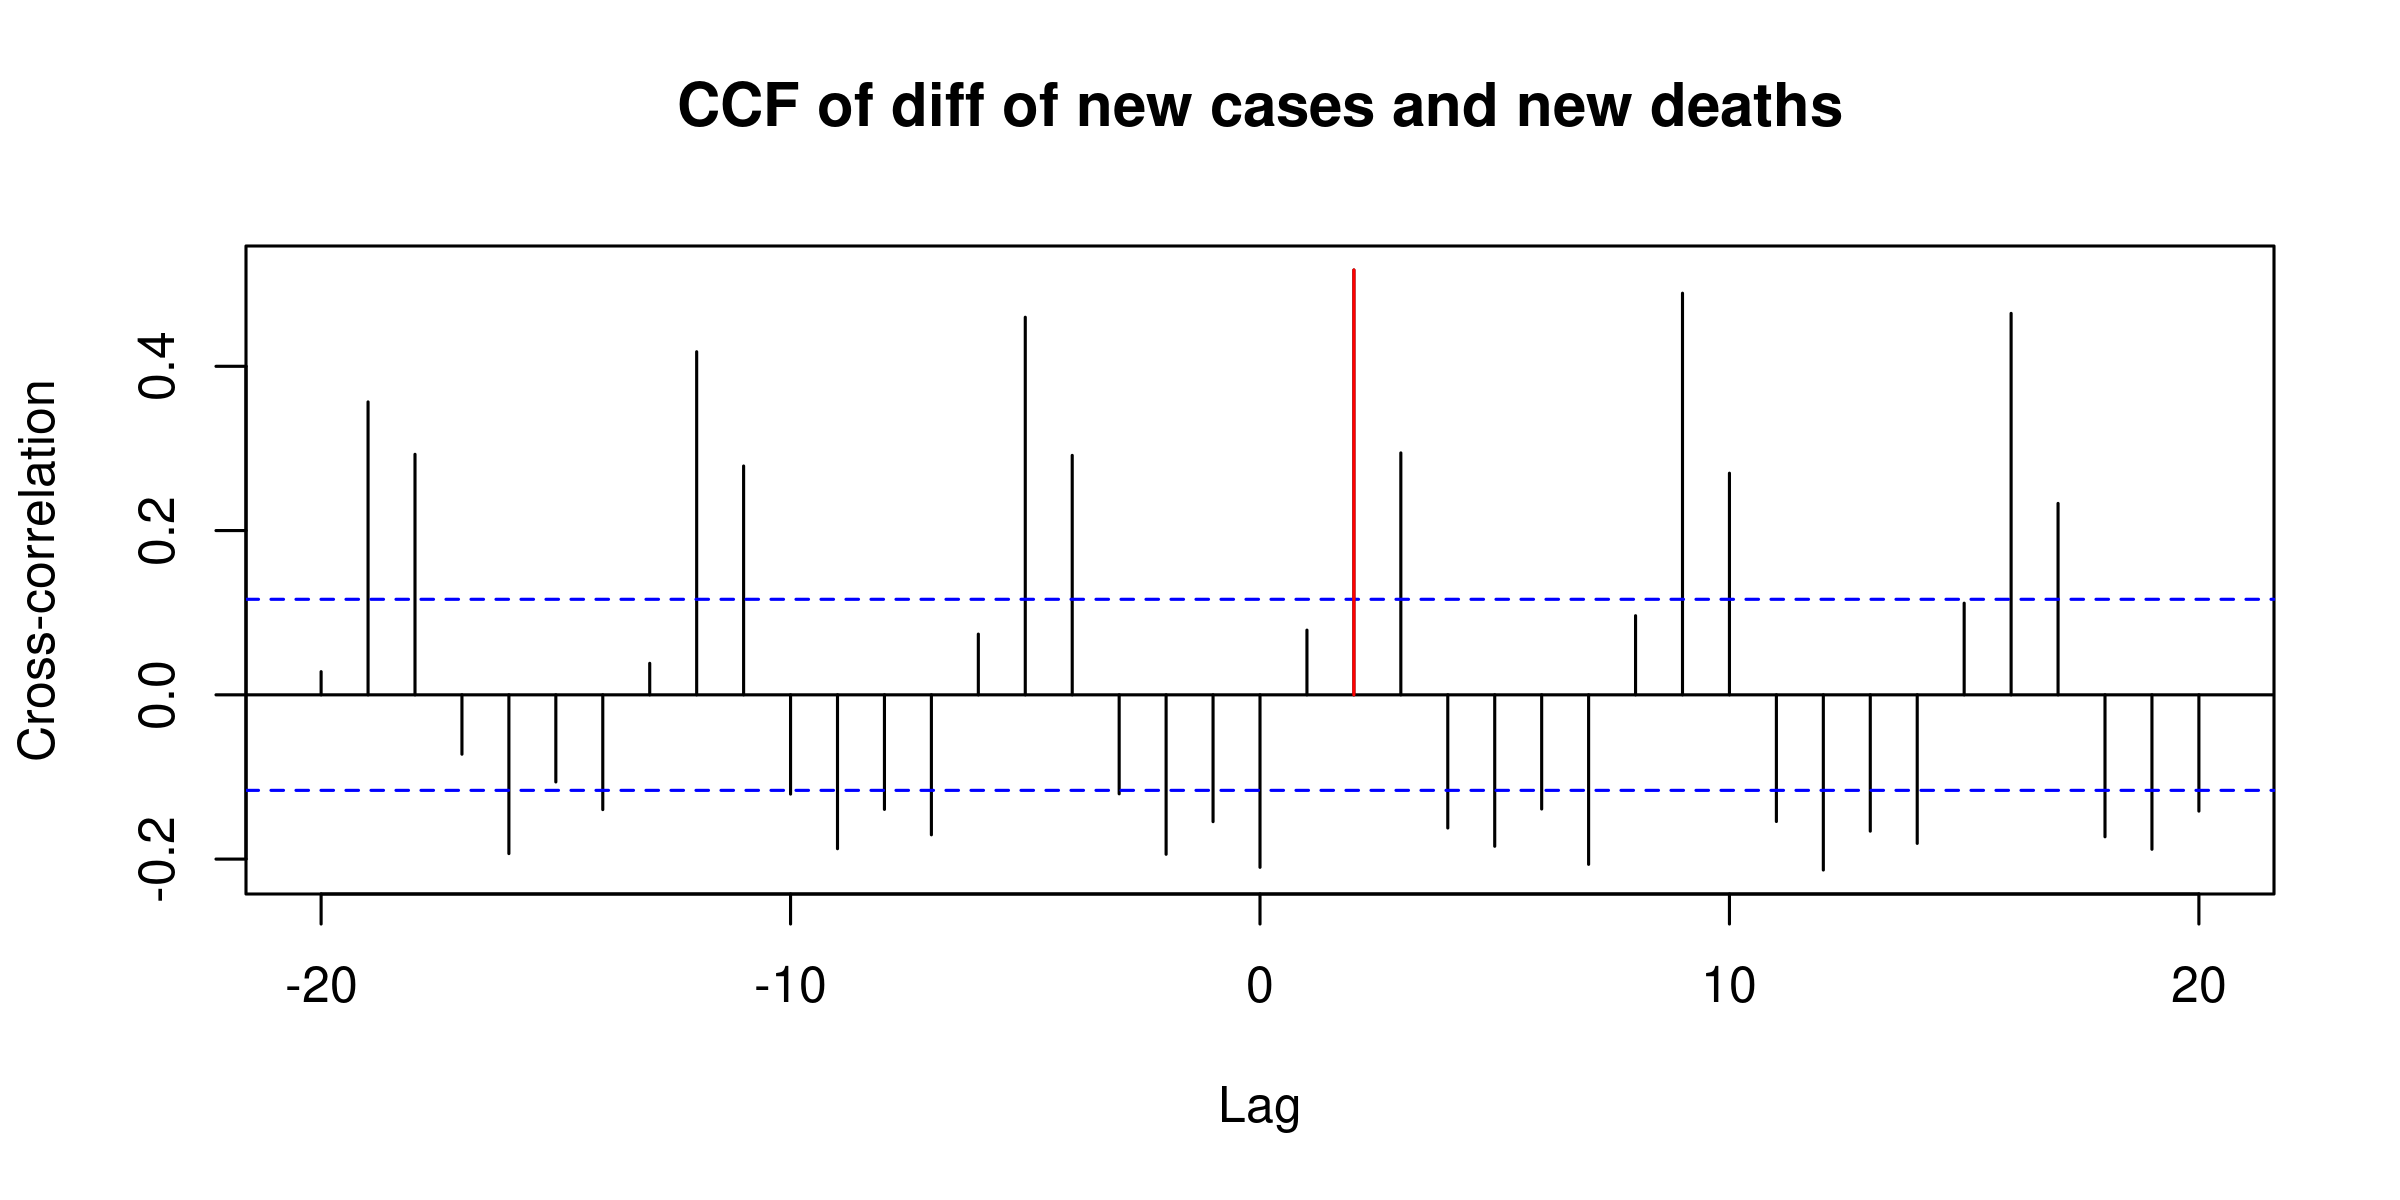 CCF of diff of new cases and new deaths
Cross-correlation
0.4
0.2
0.0
-0.2
-20 -10 0 10 20
Lag